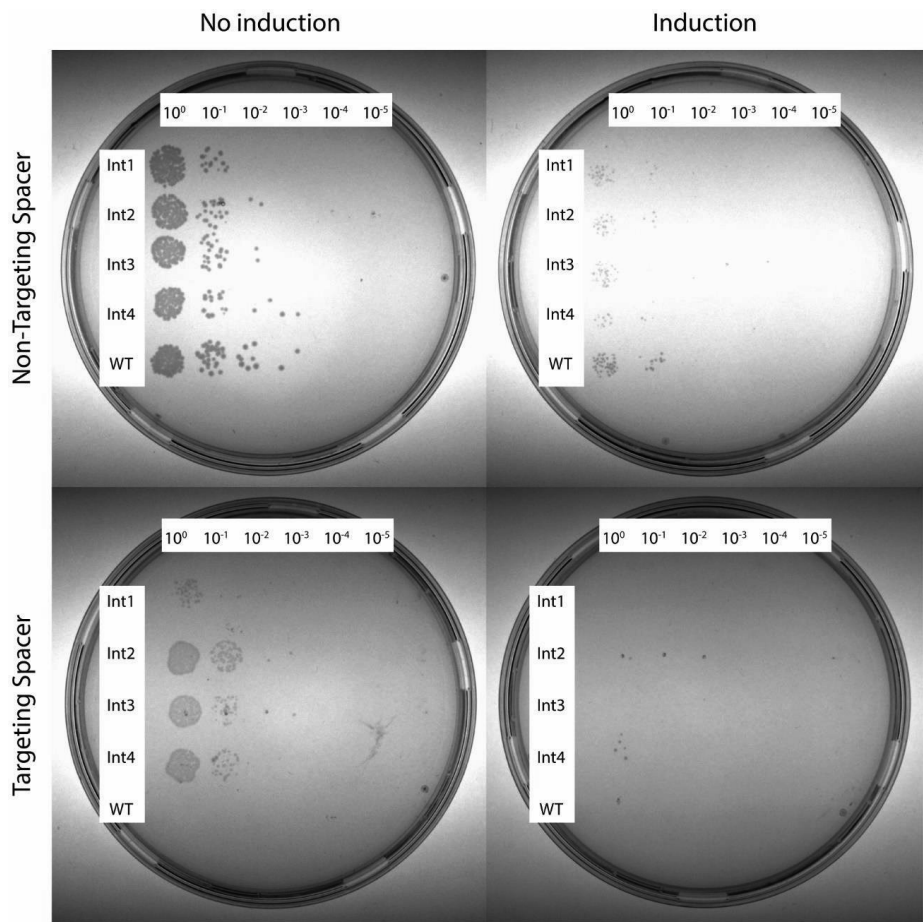 No induction
Induction
Non-Targeting Spacer
10⁰ 10⁻¹ 10⁻² 10⁻³ 10⁻⁴ 10⁻⁵
Int1
Int2
Int3
Int4
WT
10⁰ 10⁻¹ 10⁻² 10⁻³ 10⁻⁴ 10⁻⁵
Int1
Int2
Int3
Int4
WT
Targeting Spacer
10⁰ 10⁻¹ 10⁻² 10⁻³ 10⁻⁴ 10⁻⁵
Int1
Int2
Int3
Int4
WT
10⁰ 10⁻¹ 10⁻² 10⁻³ 10⁻⁴ 10⁻⁵
Int1
Int2
Int3
Int4
WT